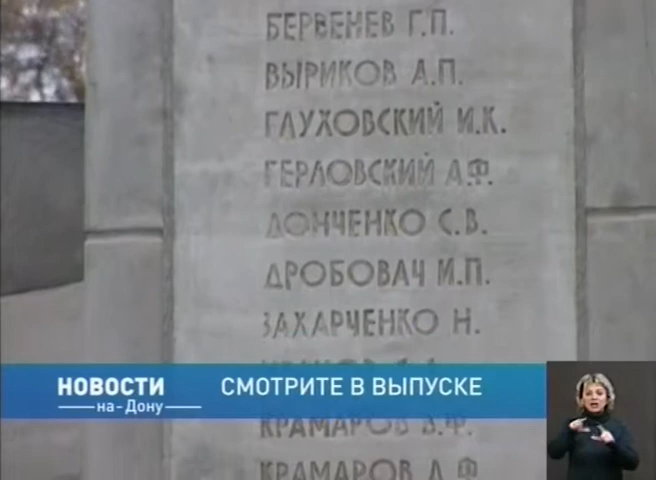 БЕРВЕНЕВ Г.П.
ВЫРИКОВ А.П.
ГЛУХОВСКИЙ И.К.
ГЕРЛОВСКИЙ А.Ф.
ДОНЧЕНКО С.В.
ДРОБОВАЧ И.П.
ЗАХАРЧЕНКО Н.
НОВОСТИ
на-Дону
СМОТРИТЕ В ВЫПУСКЕ
КРАМАРОВ В.Ф.
КРАМАРОВ Д.Ф